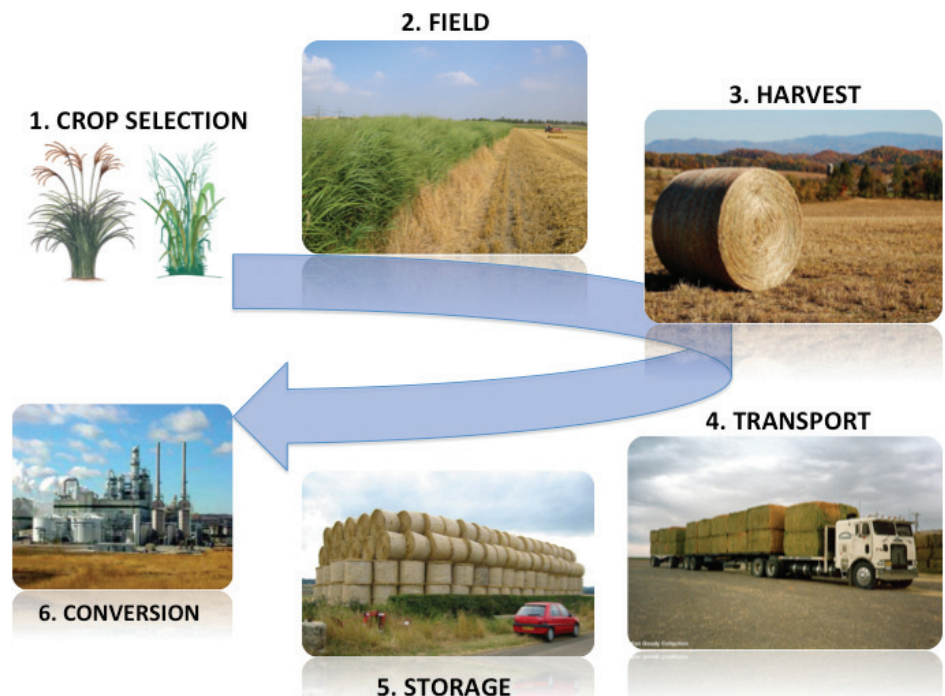 1. CROP SELECTION
2. FIELD
3. HARVEST
4. TRANSPORT
5. STORAGE
6. CONVERSION